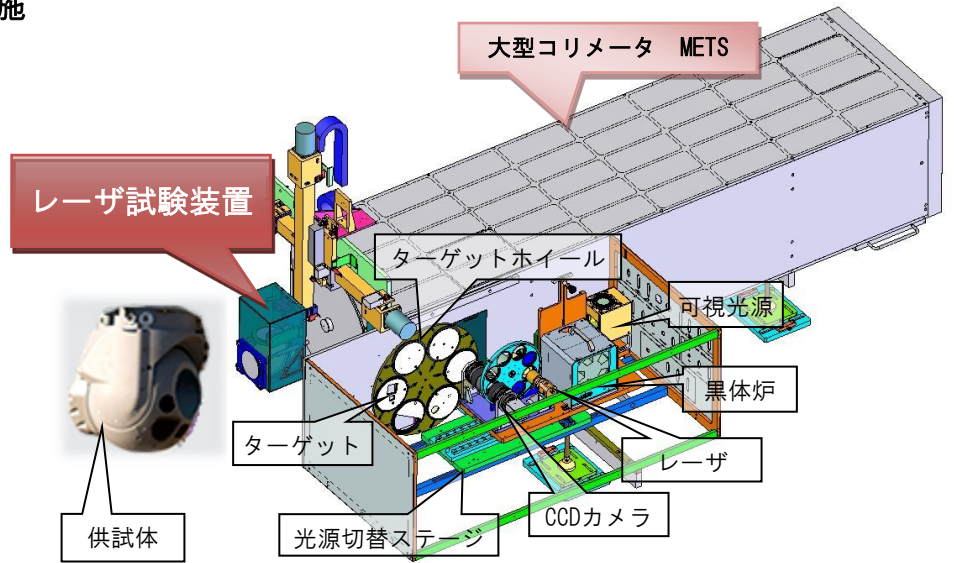 施
大型コリメータ METS
レーザ試験装置
ターゲットホイール
可視光源
黒体炉
ターゲット
レーザ
CCDカメラ
光源切替ステージ
供試体